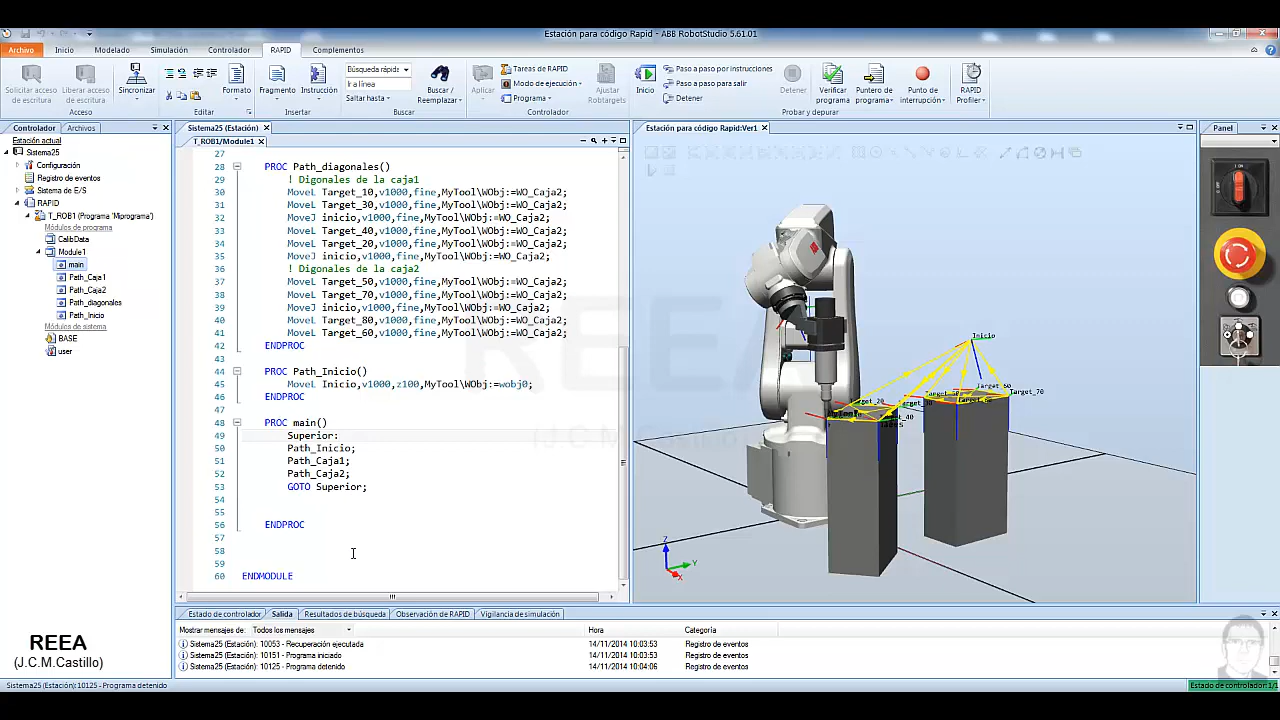 Estación para código Rapid - ABB RobotStudio 5.61.01
Archivo Inicio Modelado Simulación Controlador RAPID Complementos
Solicitar acceso de escritura
Liberar acceso de escritura
Acceso
Sincronizar
Editar
Formato
Fragmento
Instrucción
Insertar
Búsqueda rápida
Ir a línea
Saltar hasta
Buscar / Reemplazar
Buscar
Aplicar
Tareas de RAPID
Modo de ejecución
Programa
Ajustar Robtargets
Controlador
Inicio
Paso a paso por instrucciones
Paso a paso para salir
Detener
Detener
Verificar programa
Puntero de programa
Punto de interrupción
RAPID Profiler
Probar y depurar
Controlador Archivos
Estación actual
Sistema25
Configuración
Registro de eventos
Sistema de E/S
RAPID
T_ROB1 (Programa 'Miprograma')
Módulos de programa
CalibData
Module1
main
Path_Caja1
Path_Caja2
Path_diagonales
Path_Inicio
Módulos de sistema
BASE
user
REEA
(J.C.M.Castillo)
Sistema25 (Estación)
T_ROB1/Module1
27
28 PROC Path_diagonales()
29 ! Digonales de la caja1
30 MoveL Target_10,v1000,fine,MyTool\WObj:=WO_Caja2;
31 MoveL Target_30,v1000,fine,MyTool\WObj:=WO_Caja2;
32 MoveJ inicio,v1000,fine,MyTool\WObj:=WO_Caja2;
33 MoveL Target_40,v1000,fine,MyTool\WObj:=WO_Caja2;
34 MoveL Target_20,v1000,fine,MyTool\WObj:=WO_Caja2;
35 MoveJ inicio,v1000,fine,MyTool\WObj:=WO_Caja2;
36 ! Digonales de la caja2
37 MoveL Target_50,v1000,fine,MyTool\WObj:=WO_Caja2;
38 MoveL Target_70,v1000,fine,MyTool\WObj:=WO_Caja2;
39 MoveJ inicio,v1000,fine,MyTool\WObj:=WO_Caja2;
40 MoveL Target_80,v1000,fine,MyTool\WObj:=WO_Caja2;
41 MoveL Target_60,v1000,fine,MyTool\WObj:=WO_Caja2;
42 ENDPROC
43
44 PROC Path_Inicio()
45 MoveL Inicio,v1000,z100,MyTool\WObj:=wobj0;
46 ENDPROC
47
48 PROC main()
49 Superior:
50 Path_Inicio;
51 Path_Caja1;
52 Path_Caja2;
53 GOTO Superior;
54
55
56 ENDPROC
57
58
59
60 ENDMODULE
Estación para código Rapid:Ver1
REEA
Inicio
Target_60
Target_70
Target_20
Target_40
MyTool
Z
Y
X
Panel
Estado de controlador Salida Resultados de búsqueda Observación de RAPID Vigilancia de simulación
Mostrar mensajes de: Todos los mensajes Hora Categoría
Sistema25 (Estación): 10053 - Recuperación ejecutada 14/11/2014 10:03:53 Registro de eventos
Sistema25 (Estación): 10151 - Programa iniciado 14/11/2014 10:03:53 Registro de eventos
Sistema25 (Estación): 10125 - Programa detenido 14/11/2014 10:04:06 Registro de eventos
Sistema25 (Estación): 10125 - Programa detenido
Estado de controlador: 1/1